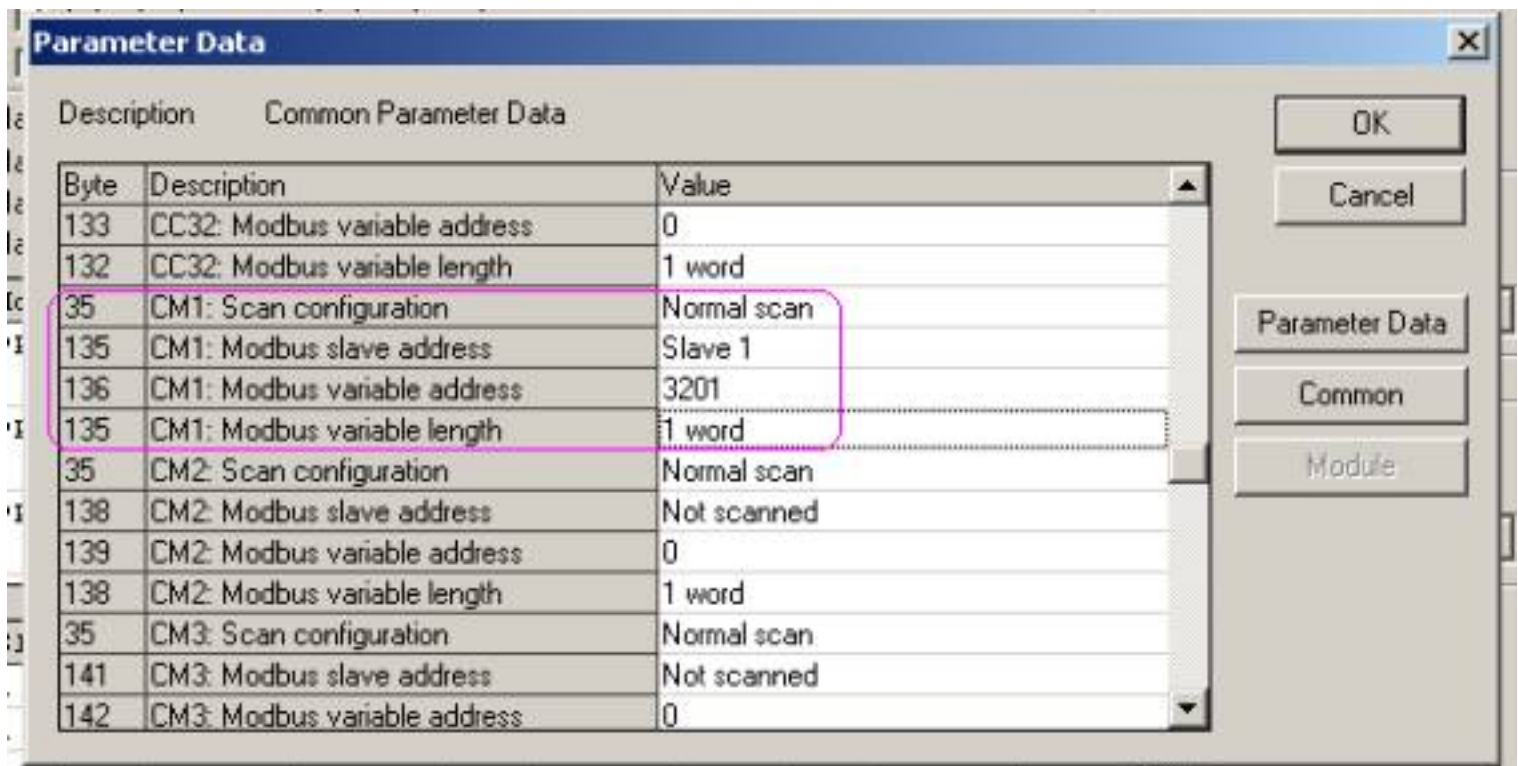 Parameter Data
Description Common Parameter Data
OK
Cancel
Parameter Data
Common
Module
Byte Description Value
133 CC32: Modbus variable address 0
132 CC32: Modbus variable length 1 word
35 CM1: Scan configuration Normal scan
135 CM1: Modbus slave address Slave 1
136 CM1: Modbus variable address 3201
135 CM1: Modbus variable length 1 word
35 CM2: Scan configuration Normal scan
138 CM2: Modbus slave address Not scanned
139 CM2: Modbus variable address 0
138 CM2: Modbus variable length 1 word
35 CM3: Scan configuration Normal scan
141 CM3: Modbus slave address Not scanned
142 CM3: Modbus variable address 0